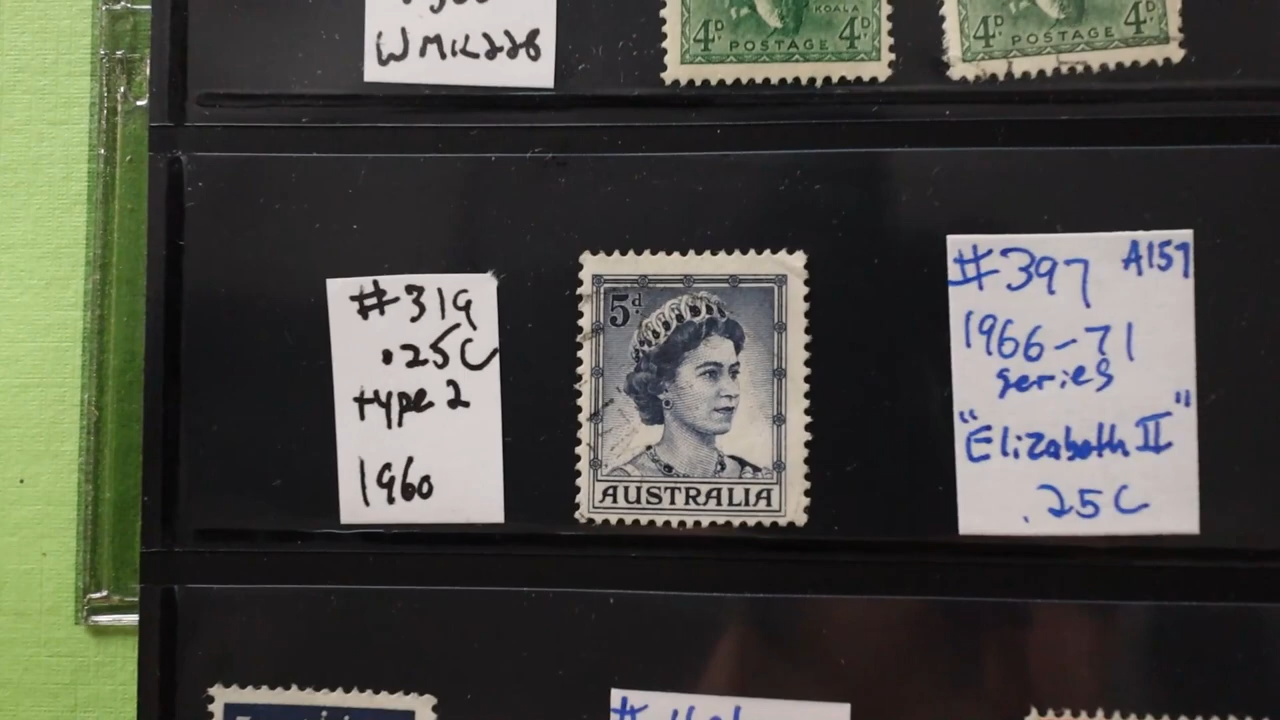 WMK228
4D POSTAGE 4D
KOALA
4D POSTAGE 4D
#319
.25C
type 2
1960
5d
AUSTRALIA
#397 A157
1966-71
series
"Elizabeth II"
.25C